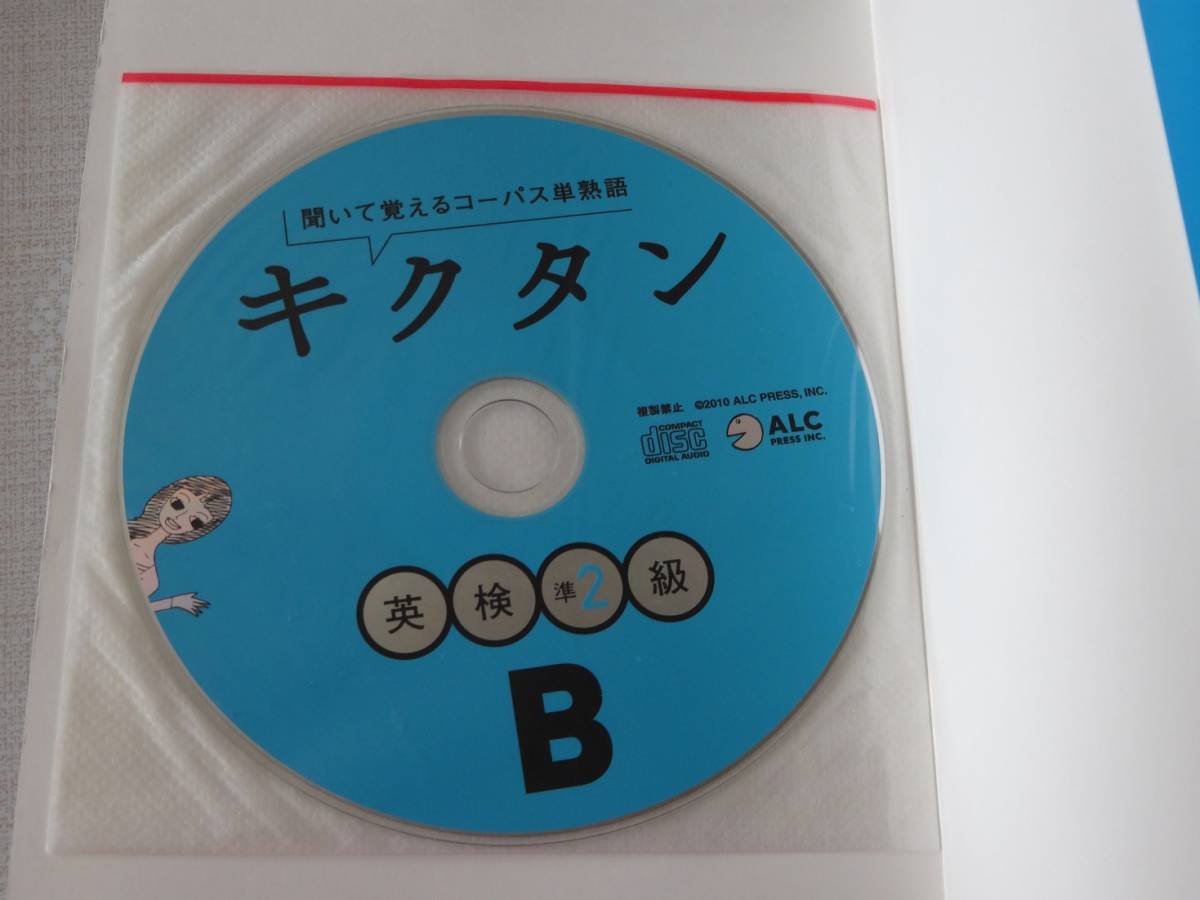 聞いて覚えるコーパス単熟語
キクタン
複製禁止 ©2010 ALC PRESS, INC.
COMPACT
disc
DIGITAL AUDIO
ALC
PRESS INC.
英検準2級
B